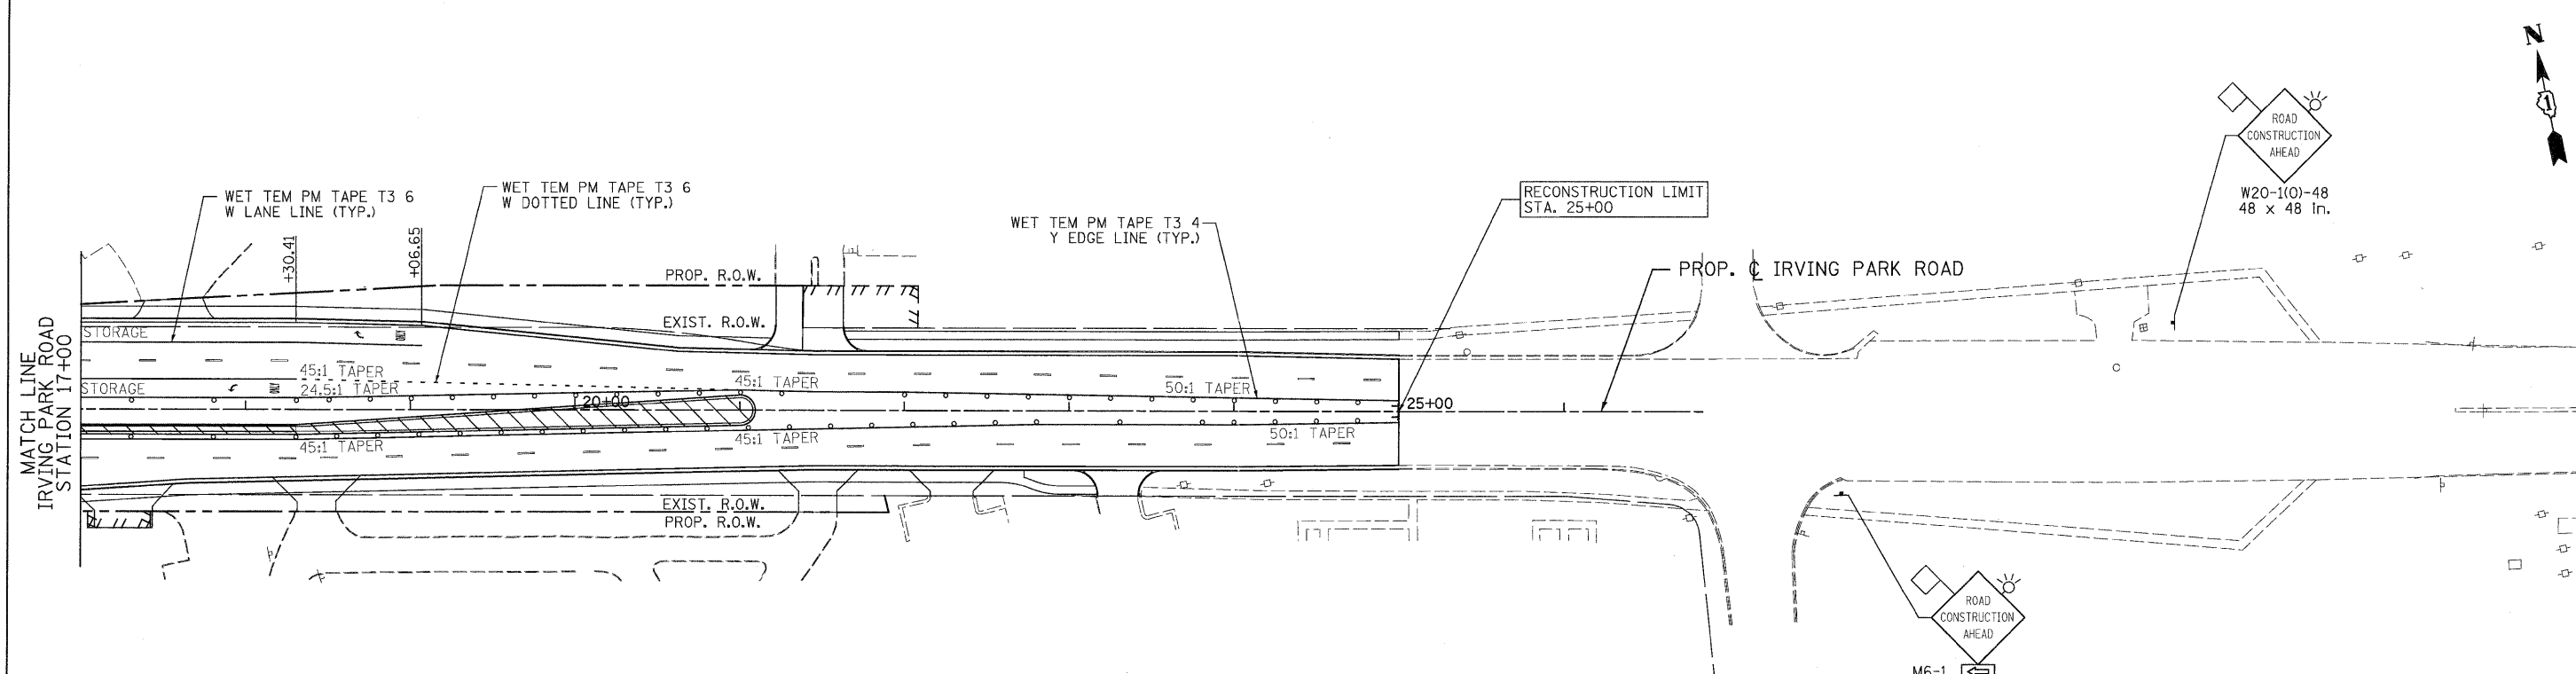 N
1
ROAD
CONSTRUCTION
AHEAD
W20-1(O)-48
48 x 48 in.
WET TEM PM TAPE T3 6
W LANE LINE (TYP.)
WET TEM PM TAPE T3 6
W DOTTED LINE (TYP.)
WET TEM PM TAPE T3 4
Y EDGE LINE (TYP.)
RECONSTRUCTION LIMIT
STA. 25+00
+30.41
+06.65
PROP. R.O.W.
PROP. ℄ IRVING PARK ROAD
EXIST. R.O.W.
STORAGE
MATCH LINE
IRVING PARK ROAD
STATION 17+00
45:1 TAPER
45:1 TAPER
50:1 TAPER
STORAGE
24.5:1 TAPER
20+00
25+00
45:1 TAPER
45:1 TAPER
50:1 TAPER
EXIST. R.O.W.
PROP. R.O.W.
ROAD
CONSTRUCTION
AHEAD
M6-1